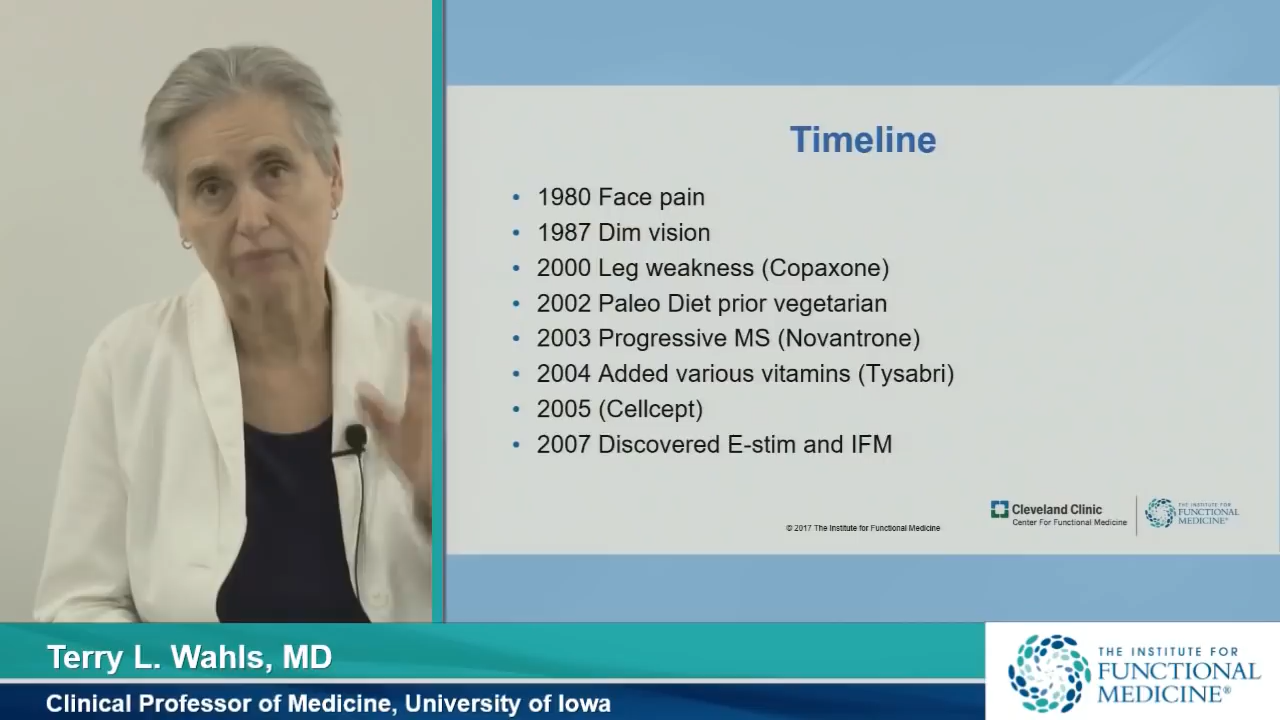 Timeline
• 1980 Face pain
• 1987 Dim vision
• 2000 Leg weakness (Copaxone)
• 2002 Paleo Diet prior vegetarian
• 2003 Progressive MS (Novantrone)
• 2004 Added various vitamins (Tysabri)
• 2005 (Cellcept)
• 2007 Discovered E-stim and IFM
Cleveland Clinic
Center For Functional Medicine
THE INSTITUTE FOR
FUNCTIONAL
MEDICINE®
© 2017 The Institute for Functional Medicine
Terry L. Wahls, MD
Clinical Professor of Medicine, University of Iowa
THE INSTITUTE FOR
FUNCTIONAL
MEDICINE®